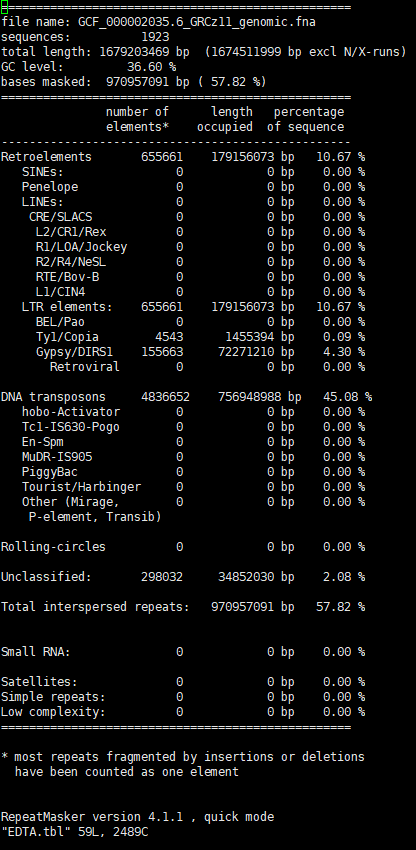 ==================================================
file name: GCF_000002035.6_GRCz11_genomic.fna
sequences:          1923
total length: 1679203469 bp  (1674511999 bp excl N/X-runs)
GC level:         36.60 %
bases masked:  970957091 bp ( 57.82 %)
==================================================
               number of      length   percentage
               elements*    occupied  of sequence
--------------------------------------------------
Retroelements       655661    179156073 bp   10.67 %
   SINEs:                0            0 bp    0.00 %
   Penelope              0            0 bp    0.00 %
   LINEs:                0            0 bp    0.00 %
    CRE/SLACS            0            0 bp    0.00 %
     L2/CR1/Rex          0            0 bp    0.00 %
     R1/LOA/Jockey       0            0 bp    0.00 %
     R2/R4/NeSL          0            0 bp    0.00 %
     RTE/Bov-B           0            0 bp    0.00 %
     L1/CIN4             0            0 bp    0.00 %
   LTR elements:    655661    179156073 bp   10.67 %
     BEL/Pao             0            0 bp    0.00 %
     Ty1/Copia        4543      1455394 bp    0.09 %
     Gypsy/DIRS1    155663     72271210 bp    4.30 %
       Retroviral        0            0 bp    0.00 %
DNA transposons     4836652    756948988 bp   45.08 %
   hobo-Activator        0            0 bp    0.00 %
   Tc1-IS630-Pogo        0            0 bp    0.00 %
   En-Spm                0            0 bp    0.00 %
   MuDR-IS905            0            0 bp    0.00 %
   PiggyBac              0            0 bp    0.00 %
   Tourist/Harbinger     0            0 bp    0.00 %
   Other (Mirage,        0            0 bp    0.00 %
    P-element, Transib)
Rolling-circles          0            0 bp    0.00 %
Unclassified:       298032     34852030 bp    2.08 %
Total interspersed repeats:   970957091 bp   57.82 %
Small RNA:               0            0 bp    0.00 %
Satellites:              0            0 bp    0.00 %
Simple repeats:          0            0 bp    0.00 %
Low complexity:          0            0 bp    0.00 %
==================================================
* most repeats fragmented by insertions or deletions
  have been counted as one element
RepeatMasker version 4.1.1 , quick mode
"EDTA.tbl" 59L, 2489C